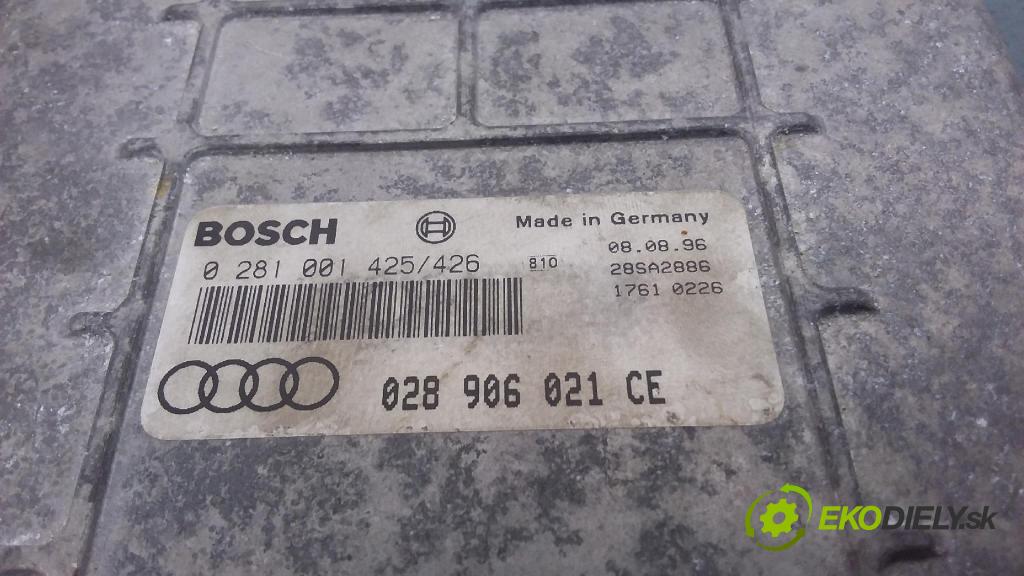 BOSCH
Made in Germany
0 281 001 425/426
810
08.08.96
28SA2886
1761 0226
028 906 021 CE
EKODIELY.sk